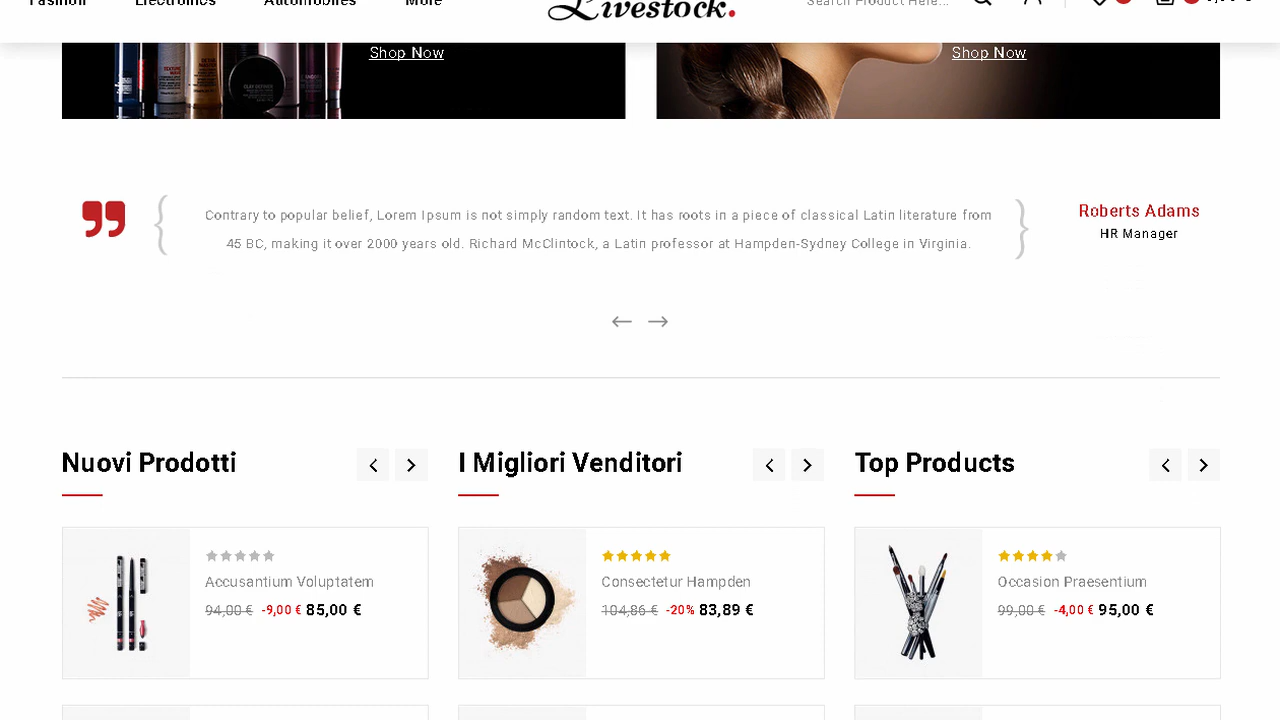 Fashion Electronics Automobiles More
Livestock.
Search Product Here...
Shop Now
Shop Now
Contrary to popular belief, Lorem Ipsum is not simply random text. It has roots in a piece of classical Latin literature from
45 BC, making it over 2000 years old. Richard McClintock, a Latin professor at Hampden-Sydney College in Virginia.
Roberts Adams
HR Manager
Nuovi Prodotti
I Migliori Venditori
Top Products
Accusantium Voluptatem
94,00 € -9,00 € 85,00 €
Consectetur Hampden
104,86 € -20% 83,89 €
Occasion Praesentium
99,00 € -4,00 € 95,00 €